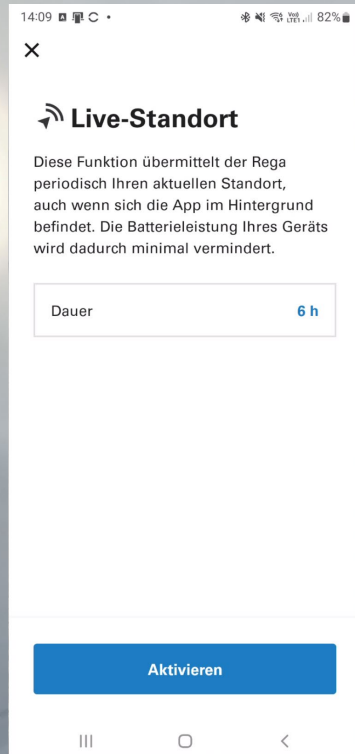 14:09 82%
Live-Standort
Diese Funktion übermittelt der Rega
periodisch Ihren aktuellen Standort,
auch wenn sich die App im Hintergrund
befindet. Die Batterieleistung Ihres Geräts
wird dadurch minimal vermindert.
Dauer 6 h
Aktivieren